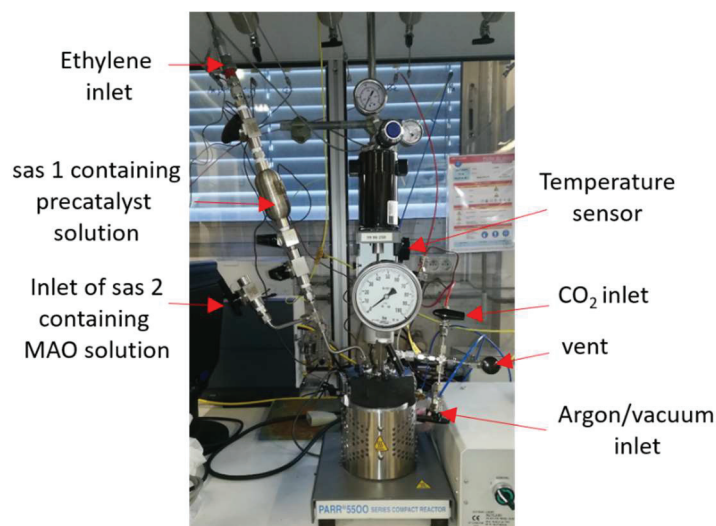 Ethylene
inlet
sas 1 containing
precatalyst
solution
Inlet of sas 2
containing
MAO solution
Temperature
sensor
CO₂ inlet
vent
Argon/vacuum
inlet
PARR® 5500 SERIES COMPACT REACTOR